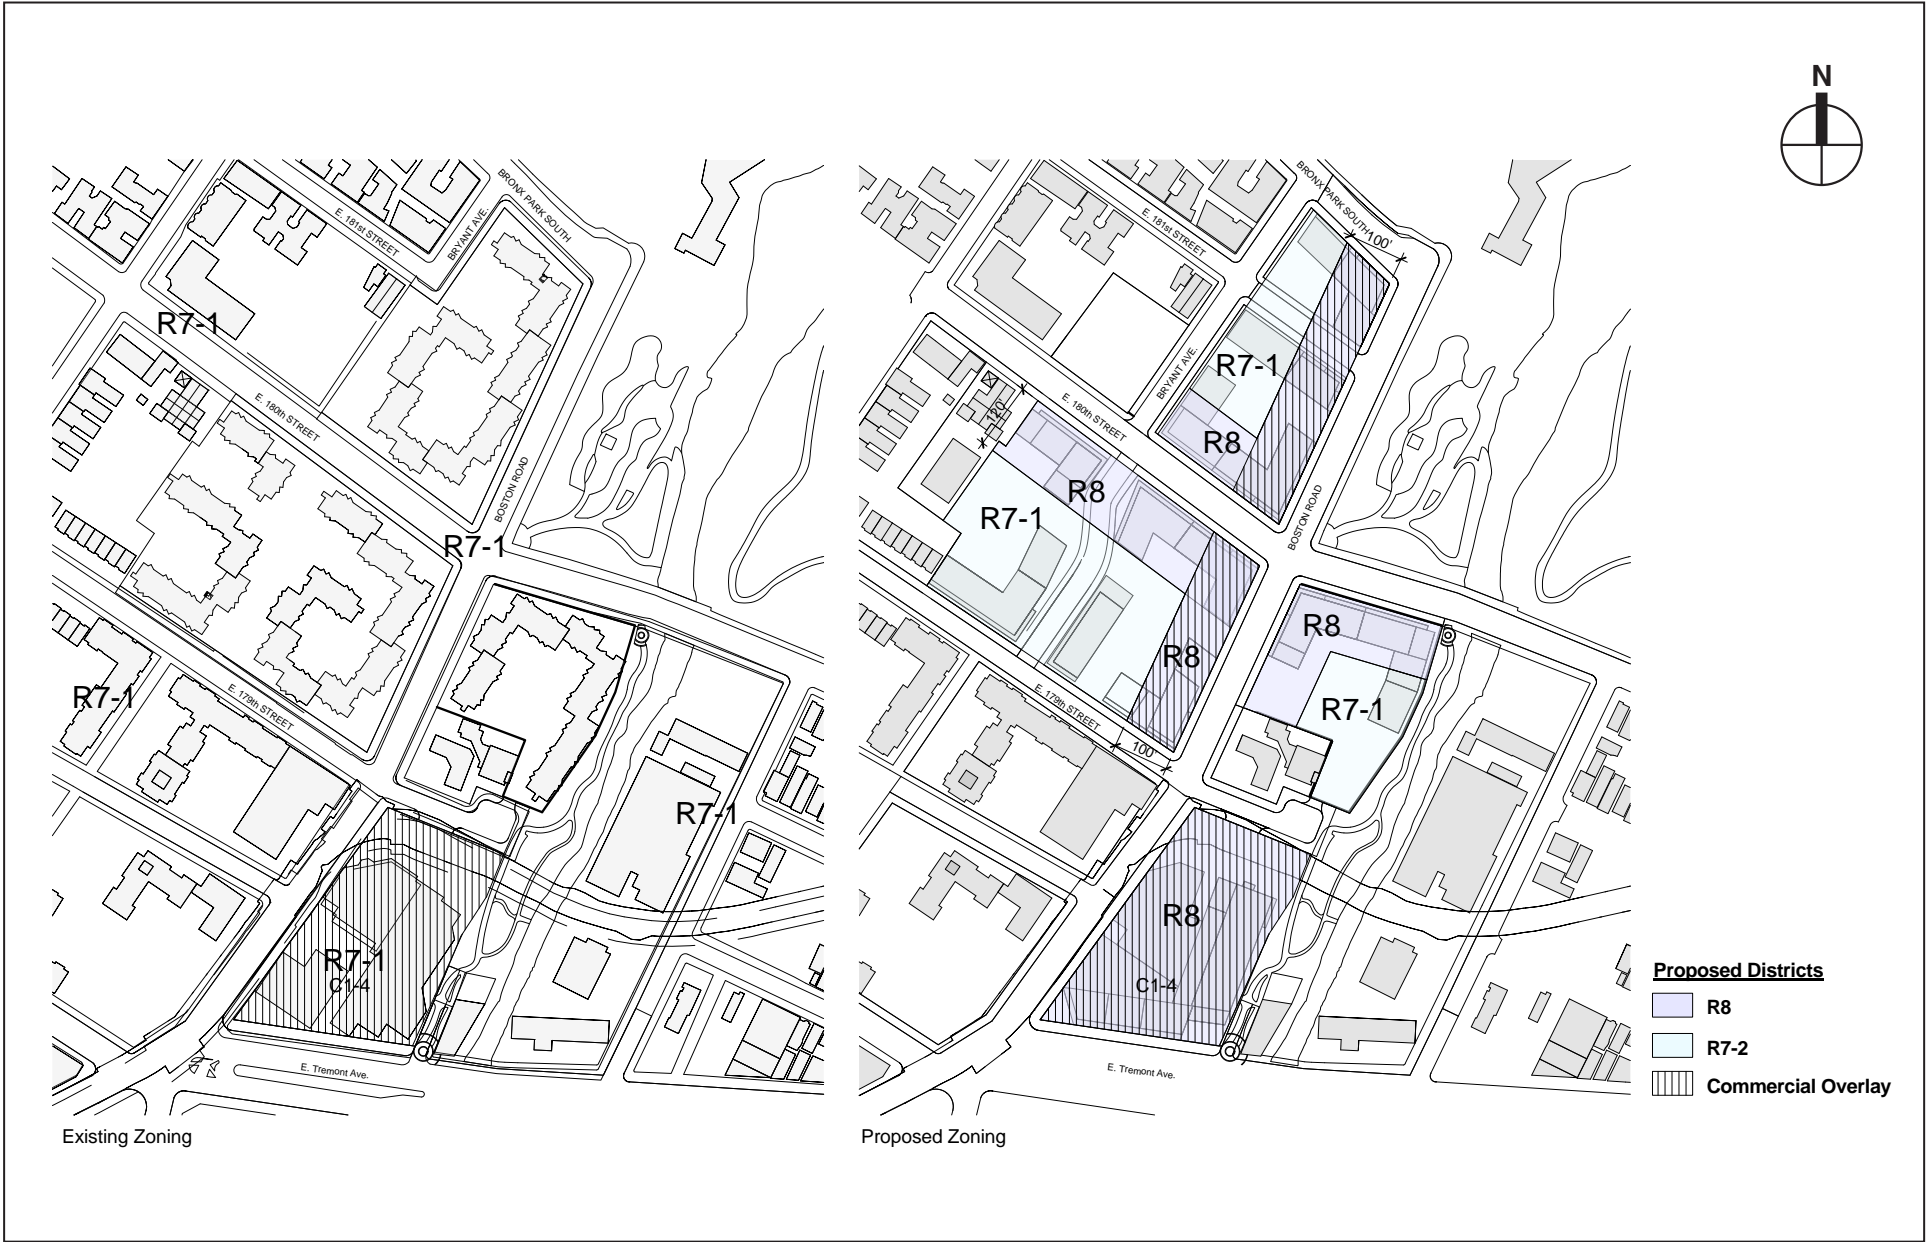 N
BRONX PARK SOUTH
E. 181st STREET
BRYANT AVE.
R7-1
E. 180th STREET
BOSTON ROAD
R7-1
R7-1
E. 179th STREET
R7-1
R7-1
C1-4
E. Tremont Ave.
Existing Zoning
BRONX PARK SOUTH
100'
E. 181st STREET
BRYANT AVE.
R7-1
120'
E. 180th STREET
R8
R8
R7-1
BOSTON ROAD
R8
R8
R7-1
E. 179th STREET
100'
R8
C1-4
E. Tremont Ave.
Proposed Zoning
Proposed Districts
R8
R7-2
Commercial Overlay